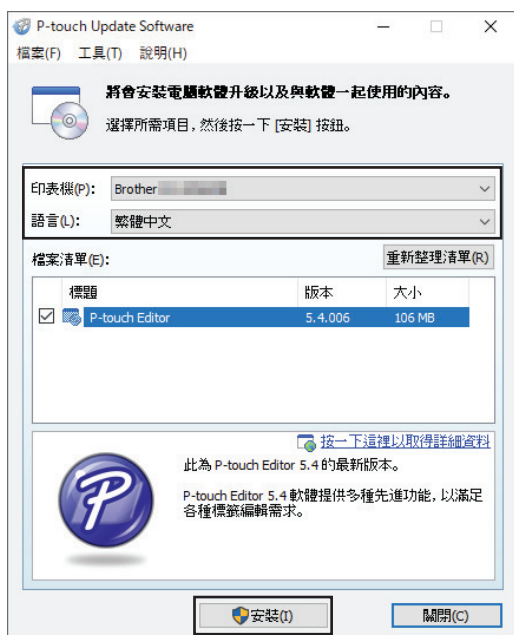 P-touch Update Software
檔案(F) 工具(T) 說明(H)
將會安裝電腦軟體升級以及與軟體一起使用的內容。
選擇所需項目,然後按一下 [安裝] 按鈕。
印表機(P): Brother
語言(L): 繁體中文
檔案清單(E): 重新整理清單(R)
標題 版本 大小
P-touch Editor 5.4.006 106 MB
按一下這裡以取得詳細資料
此為 P-touch Editor 5.4 的最新版本。
P-touch Editor 5.4 軟體提供多種先進功能,以滿足
各種標籤編輯需求。
安裝(I) 關閉(C)